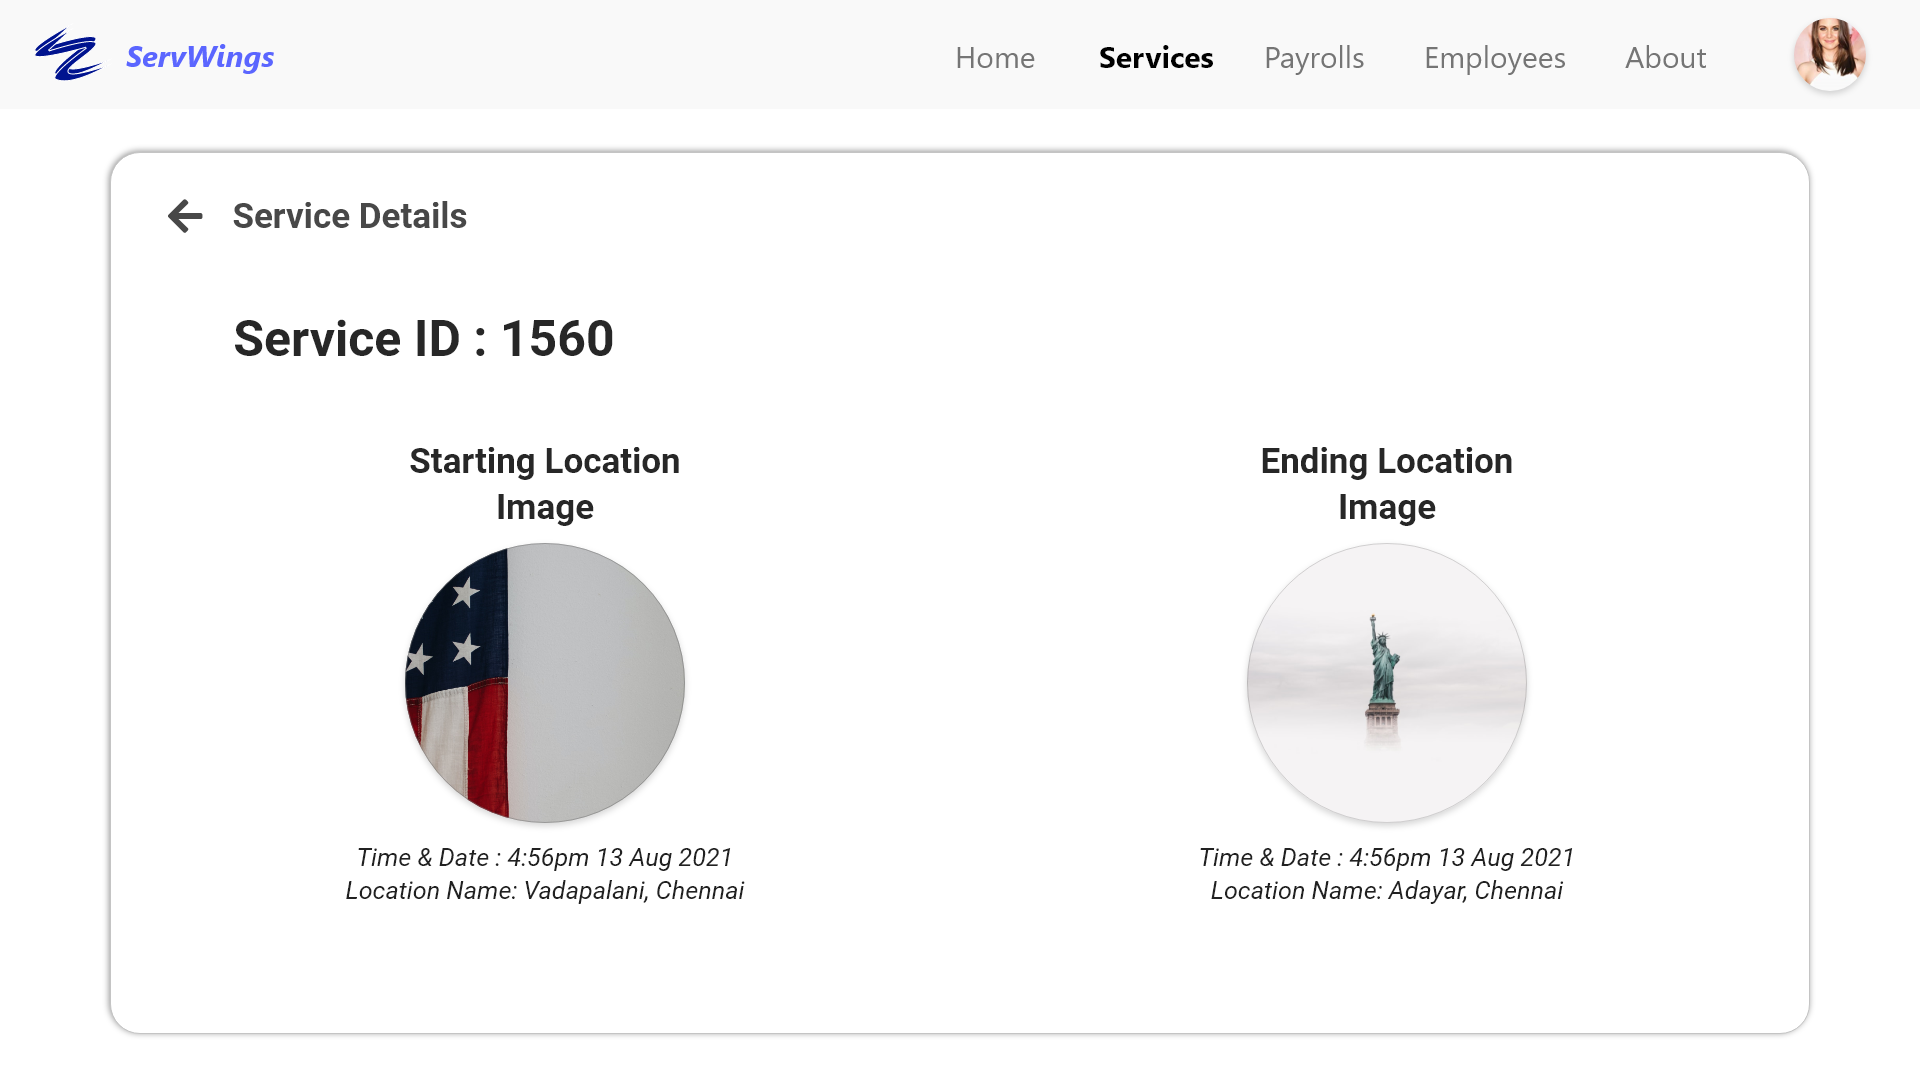 ServWings
Home Services Payrolls Employees About
Service Details
Service ID : 1560
Starting Location
Image
Time & Date : 4:56pm 13 Aug 2021
Location Name: Vadapalani, Chennai
Ending Location
Image
Time & Date : 4:56pm 13 Aug 2021
Location Name: Adayar, Chennai